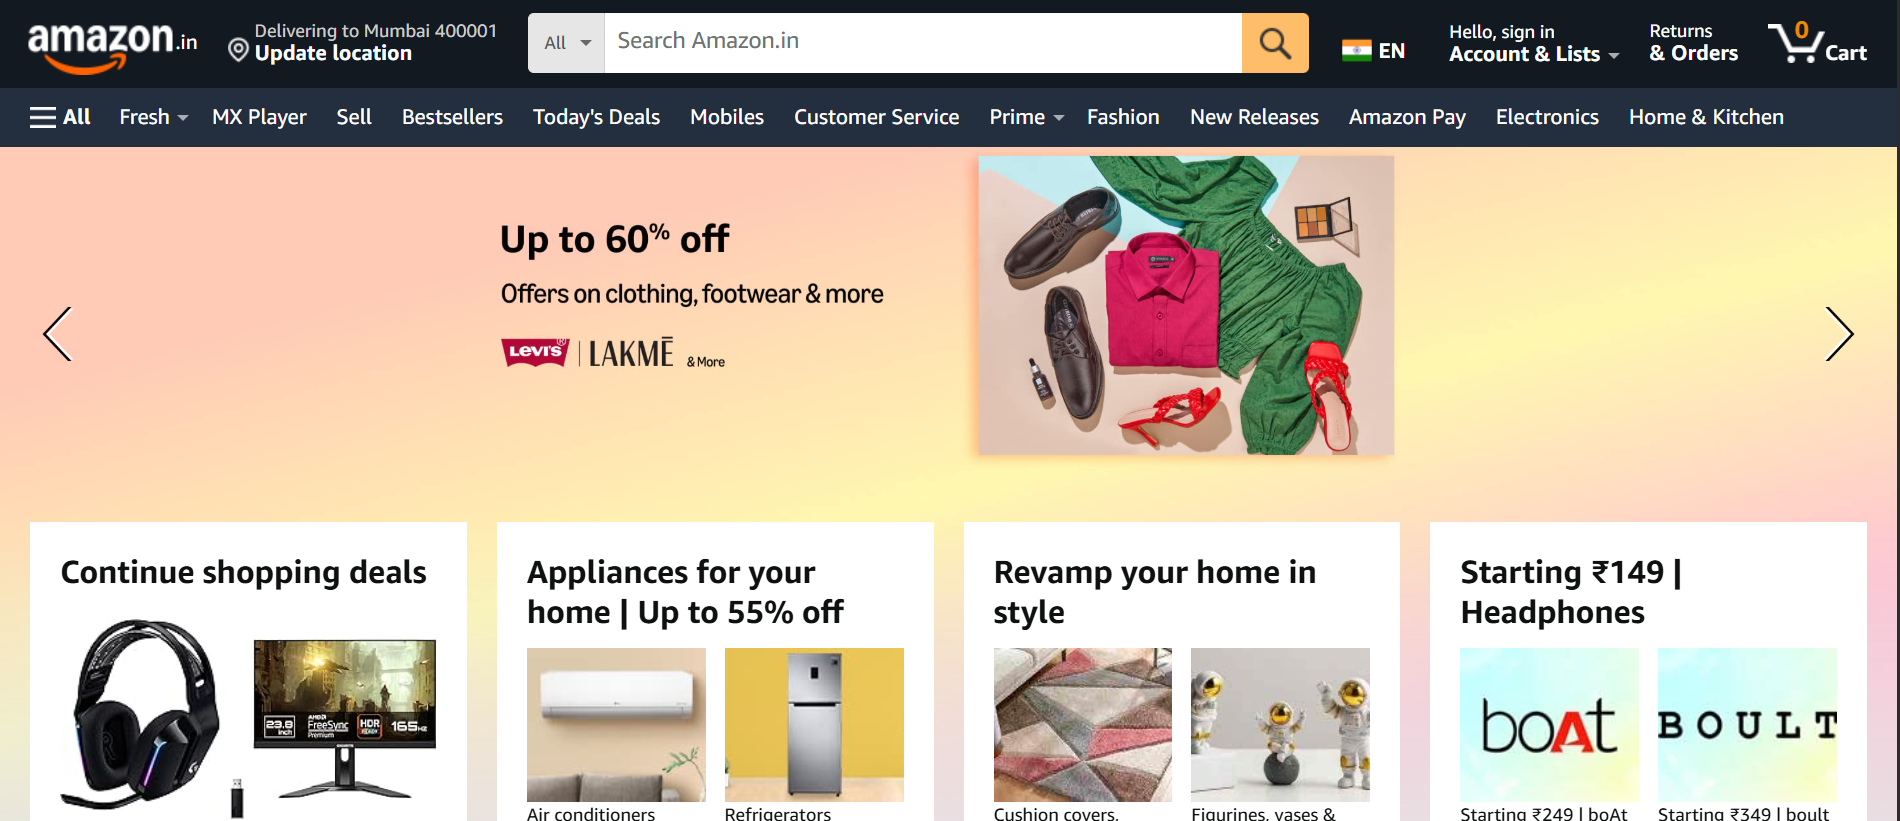 amazon.in
Delivering to Mumbai 400001
Update location
All
Search Amazon.in
EN
Hello, sign in
Account & Lists
Returns
& Orders
0
Cart
All
Fresh
MX Player
Sell
Bestsellers
Today's Deals
Mobiles
Customer Service
Prime
Fashion
New Releases
Amazon Pay
Electronics
Home & Kitchen
Up to 60% off
Offers on clothing, footwear & more
LEVI'S® | LAKMĒ & More
Continue shopping deals
23.8 inch
AMD FreeSync Premium
HDR READY
165Hz
GIGABYTE
Appliances for your
home | Up to 55% off
Air conditioners
Refrigerators
Revamp your home in
style
Cushion covers,
Figurines, vases &
Starting ₹149 |
Headphones
boAt
BOULT
Starting ₹249 | boAt
Starting ₹349 | boult